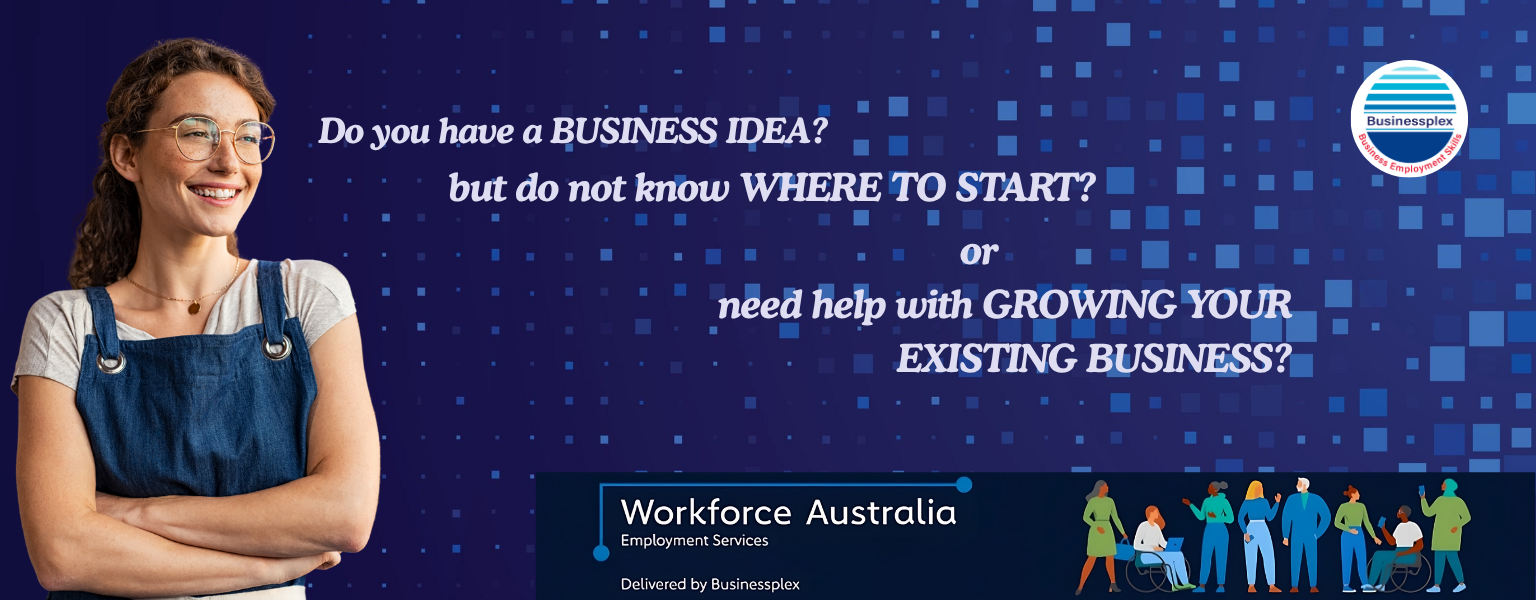 Do you have a BUSINESS IDEA?
but do not know WHERE TO START?
or
need help with GROWING YOUR
EXISTING BUSINESS?
Businessplex
Business Employment Skills
Workforce Australia
Employment Services
Delivered by Businessplex